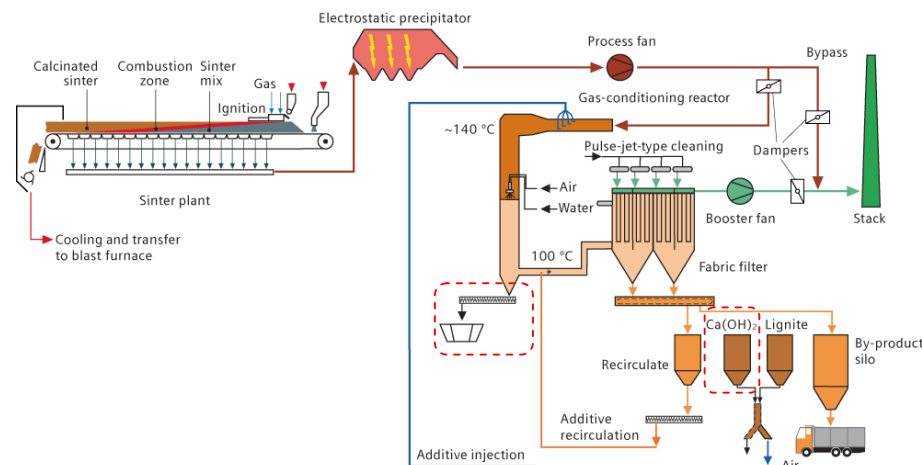 Electrostatic precipitator
Process fan
Bypass
Calcinated
sinter
Combustion
zone
Sinter
mix
Gas
Ignition
Gas-conditioning reactor
~140 °C
Pulse-jet-type cleaning
Dampers
Air
Water
Sinter plant
Booster fan
Stack
Cooling and transfer
to blast furnace
100 °C
Fabric filter
Ca(OH)₂
Lignite
By-product
silo
Recirculate
Additive
recirculation
Additive injection
Air